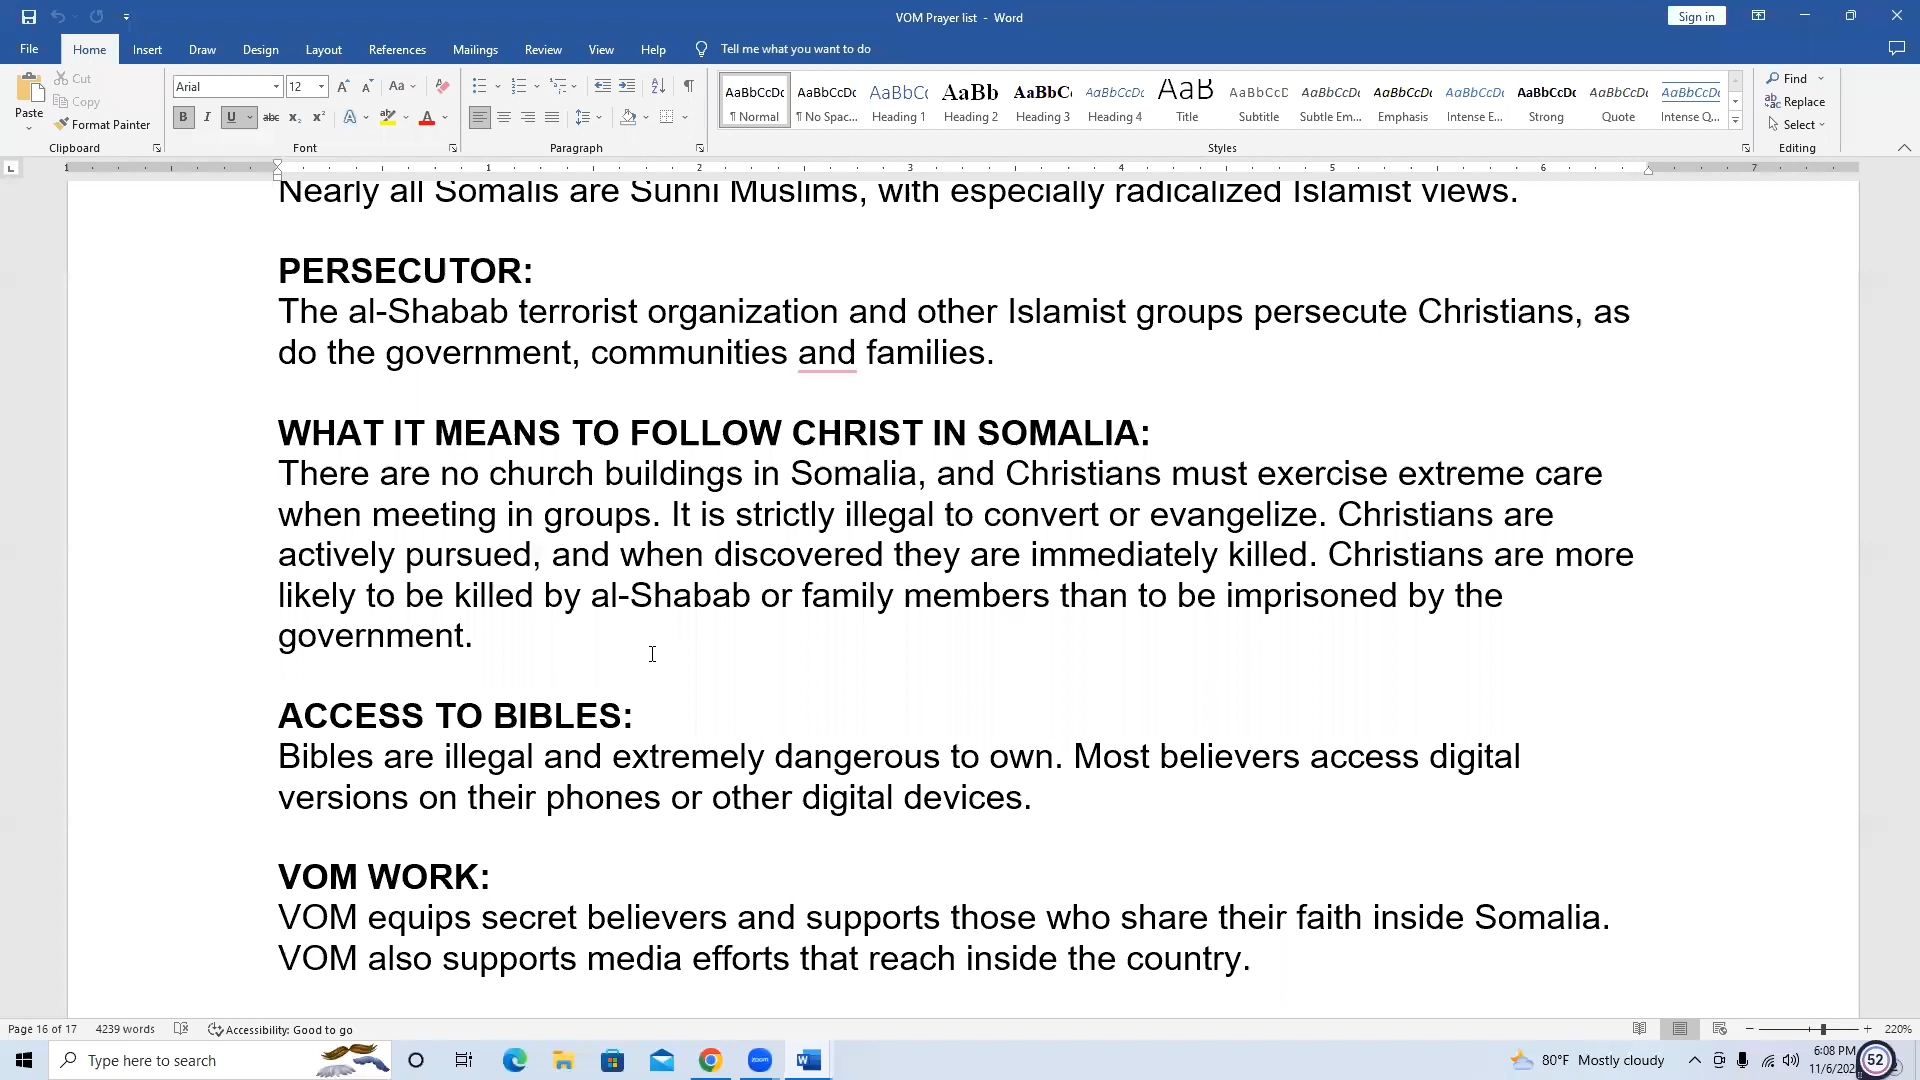 VOM Prayer list - Word
Sign in
File Home Insert Draw Design Layout References Mailings Review View Help Tell me what you want to do
Paste
Cut
Copy
Format Painter
Clipboard
Arial 12
Font
Paragraph
AaBbCcDc AaBbCcDc AaBbC AaBb AaBbC AaBbCcDc AaB AaBbCcD AaBbCcDc AaBbCcDc AaBbCcDc AaBbCcDc AaBbCcDc AaBbCcDc
¶ Normal ¶ No Spac... Heading 1 Heading 2 Heading 3 Heading 4 Title Subtitle Subtle Em... Emphasis Intense E... Strong Quote Intense Q...
Styles
Find
Replace
Select
Editing
1 1 2 3 4 5 6 7
Nearly all Somalis are Sunni Muslims, with especially radicalized Islamist views.
PERSECUTOR:
The al-Shabab terrorist organization and other Islamist groups persecute Christians, as
do the government, communities and families.
WHAT IT MEANS TO FOLLOW CHRIST IN SOMALIA:
There are no church buildings in Somalia, and Christians must exercise extreme care
when meeting in groups. It is strictly illegal to convert or evangelize. Christians are
actively pursued, and when discovered they are immediately killed. Christians are more
likely to be killed by al-Shabab or family members than to be imprisoned by the
government.
ACCESS TO BIBLES:
Bibles are illegal and extremely dangerous to own. Most believers access digital
versions on their phones or other digital devices.
VOM WORK:
VOM equips secret believers and supports those who share their faith inside Somalia.
VOM also supports media efforts that reach inside the country.
Page 16 of 17 4239 words Accessibility: Good to go 220%
Type here to search
zoom
80°F Mostly cloudy
6:08 PM
52